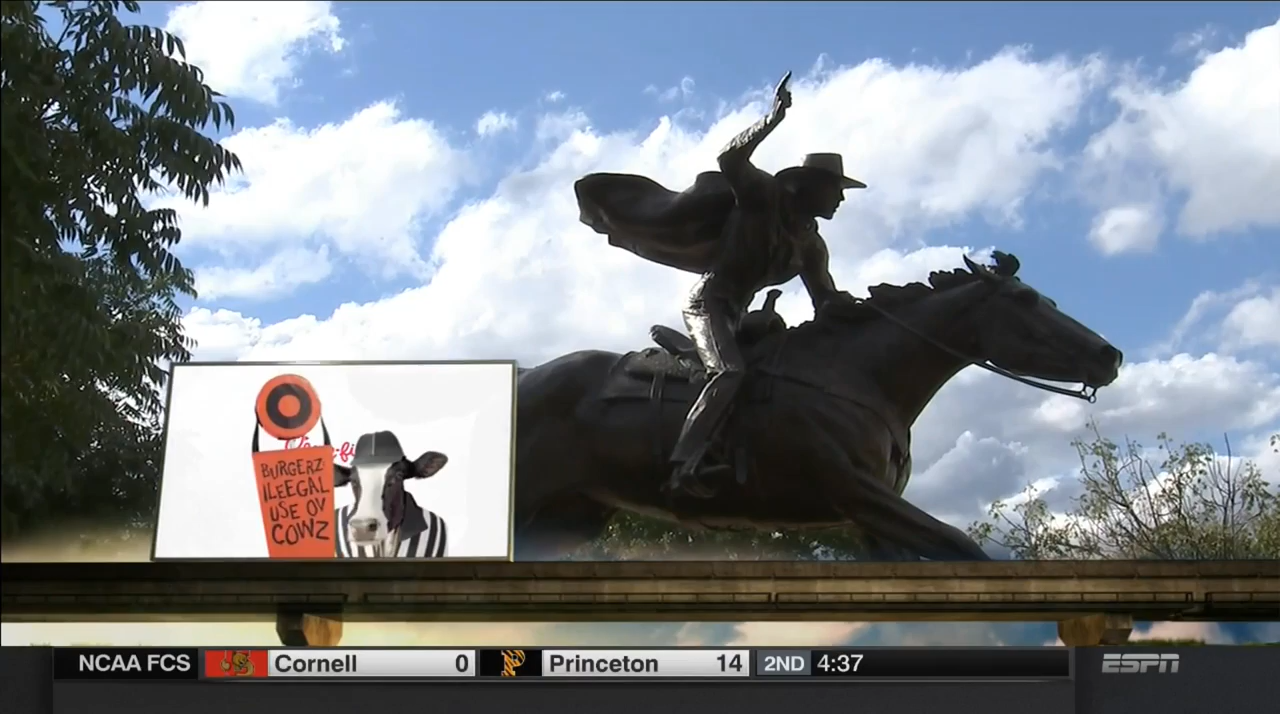 BURGERZ
ILEEGAL
USE OV
COWZ
NCAA FCS Cornell 0 Princeton 14 2ND 4:37 ESPN